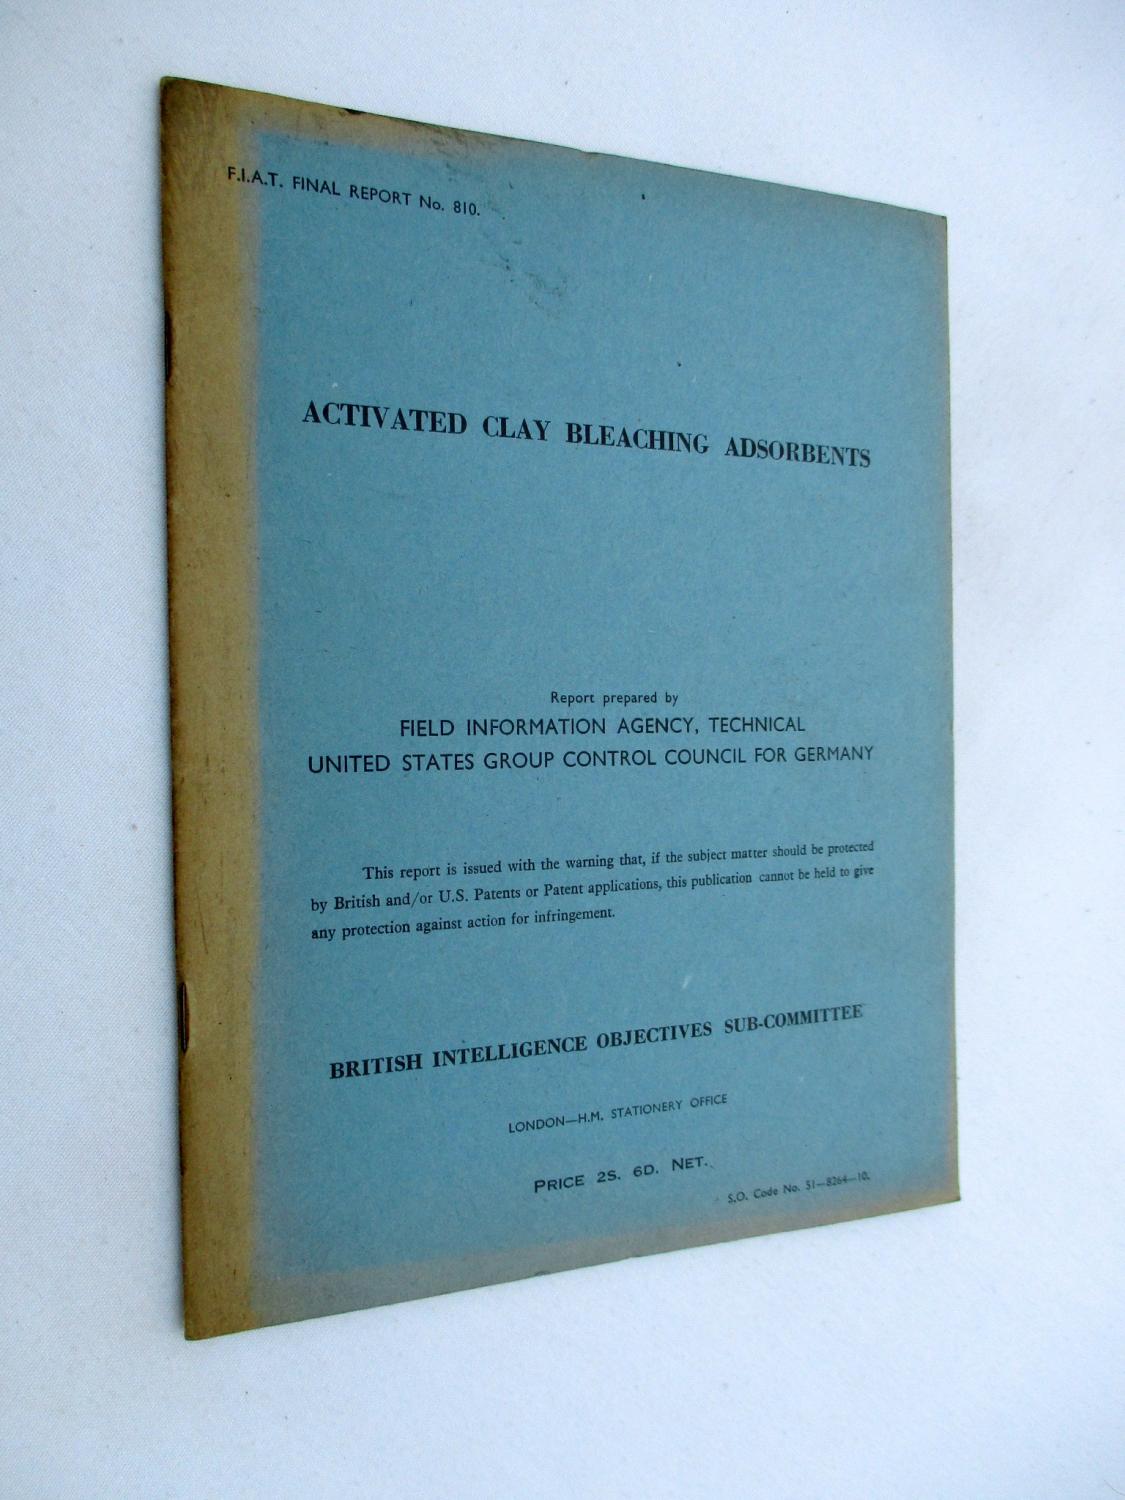 F.I.A.T. FINAL REPORT No. 810.
ACTIVATED CLAY BLEACHING ADSORBENTS
Report prepared by
FIELD INFORMATION AGENCY, TECHNICAL
UNITED STATES GROUP CONTROL COUNCIL FOR GERMANY
This report is issued with the warning that, if the subject matter should be protected
by British and/or U.S. Patents or Patent applications, this publication cannot be held to give
any protection against action for infringement.
BRITISH INTELLIGENCE OBJECTIVES SUB-COMMITTEE
LONDON—H.M. STATIONERY OFFICE
PRICE 2S. 6D. NET.
S.O. Code No. 51—8264—10.